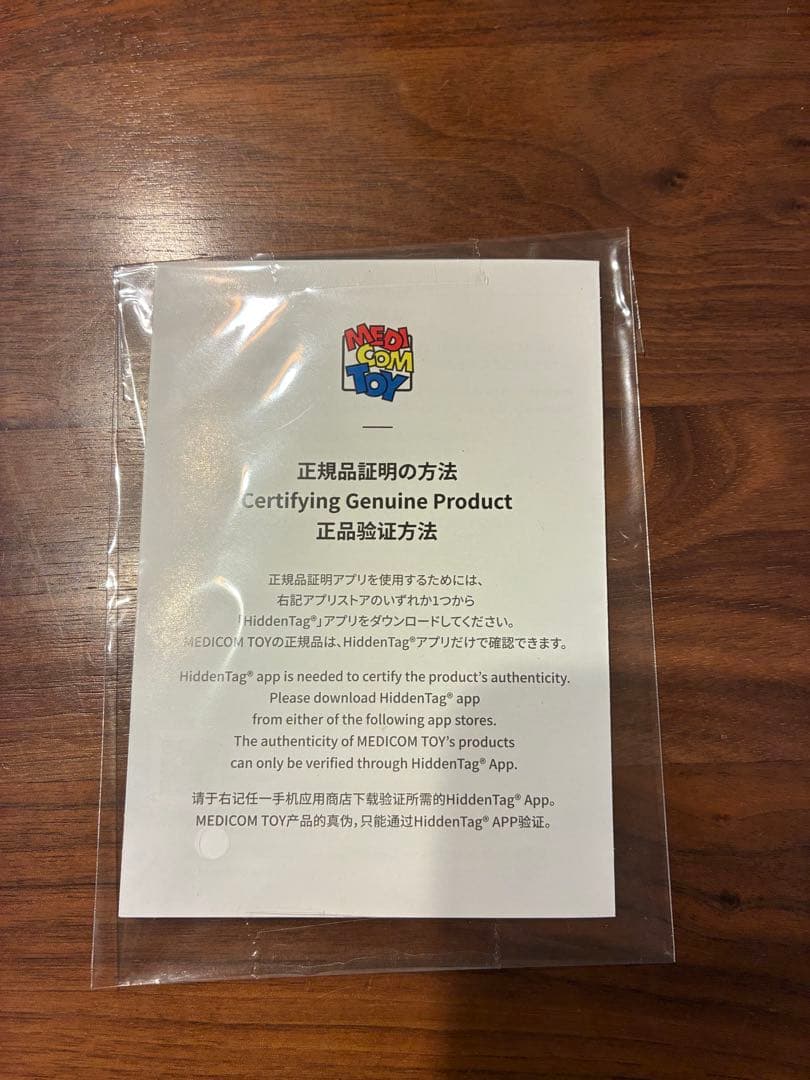 MEDI
COM
TOY
正規品証明の方法
Certifying Genuine Product
正品验证方法
正規品証明アプリを使用するためには、
右記アプリストアのいずれか1つから
「HiddenTag®」アプリをダウンロードしてください。
MEDICOM TOYの正規品は、HiddenTag®アプリだけで確認できます。
HiddenTag® app is needed to certify the product's authenticity.
Please download HiddenTag® app
from either of the following app stores.
The authenticity of MEDICOM TOY's products
can only be verified through HiddenTag® App.
请于右记任一手机应用商店下载验证所需的HiddenTag® App。
MEDICOM TOY产品的真伪，只能通过HiddenTag® APP验证。